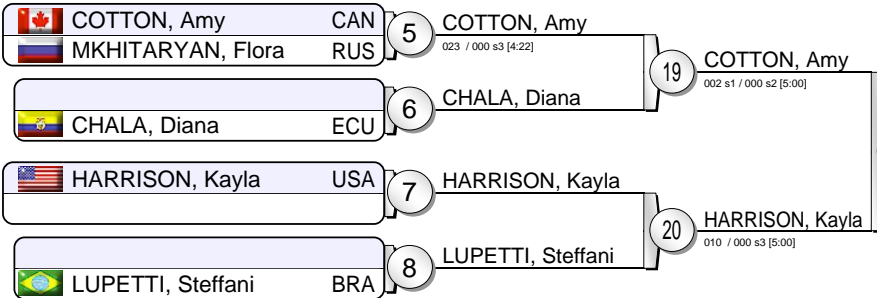 COTTON, Amy CAN
MKHITARYAN, Flora RUS
5
COTTON, Amy
023 / 000 s3 [4:22]
CHALA, Diana ECU
6
CHALA, Diana
19
COTTON, Amy
002 s1 / 000 s2 [5:00]
HARRISON, Kayla USA
7
HARRISON, Kayla
LUPETTI, Steffani BRA
8
LUPETTI, Steffani
20
HARRISON, Kayla
010 / 000 s3 [5:00]